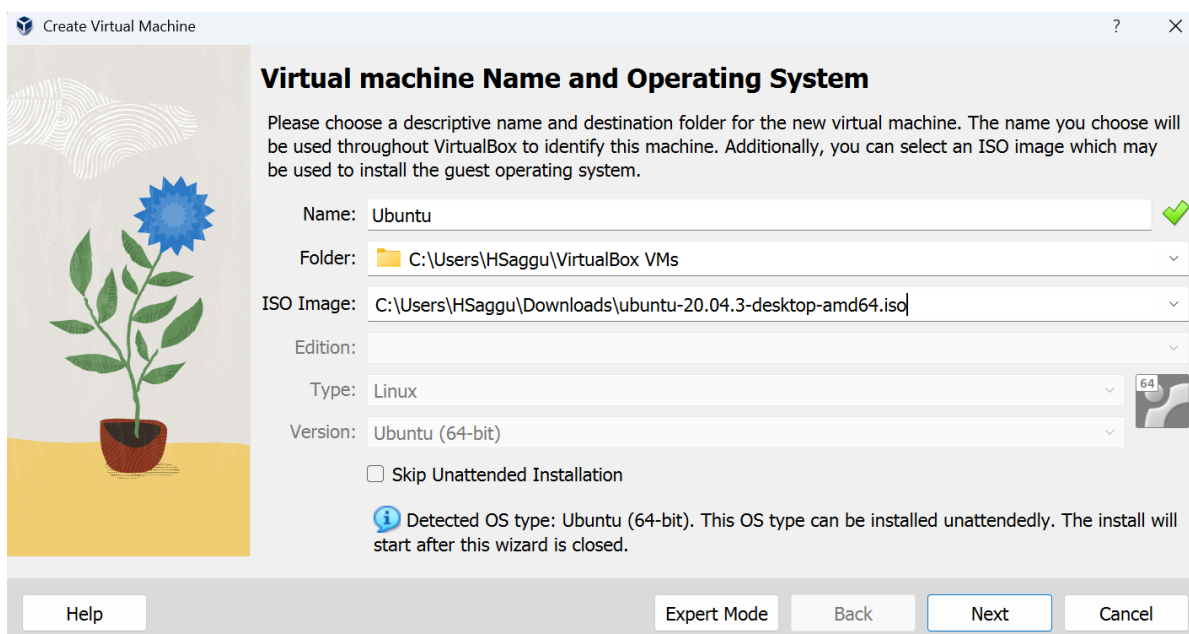 Create Virtual Machine
?
Virtual machine Name and Operating System
Please choose a descriptive name and destination folder for the new virtual machine. The name you choose will
be used throughout VirtualBox to identify this machine. Additionally, you can select an ISO image which may
be used to install the guest operating system.
Name: Ubuntu
Folder: C:\Users\HSaggu\VirtualBox VMs
ISO Image: C:\Users\HSaggu\Downloads\ubuntu-20.04.3-desktop-amd64.iso
Edition:
Type: Linux
64
Version: Ubuntu (64-bit)
Skip Unattended Installation
Detected OS type: Ubuntu (64-bit). This OS type can be installed unattendedly. The install will
start after this wizard is closed.
Help Expert Mode Back Next Cancel